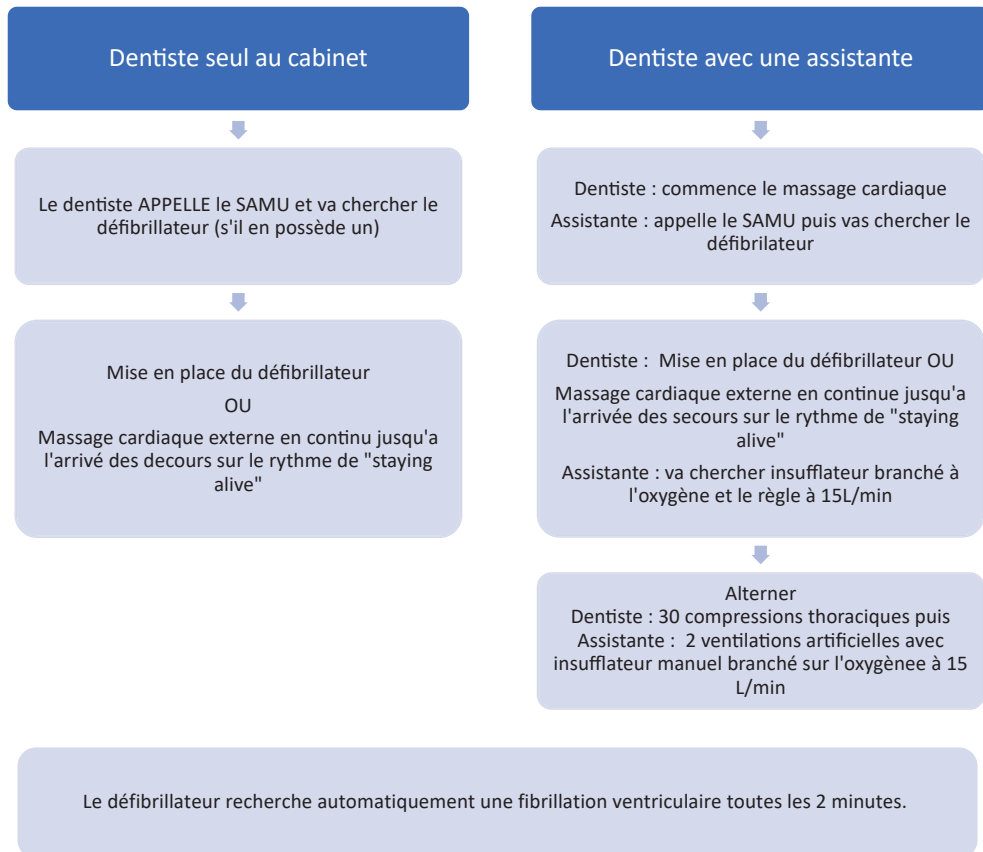 Dentiste seul au cabinet
Le dentiste APPELLE le SAMU et va chercher le
défibrillateur (s'il en possède un)
Mise en place du défibrillateur
OU
Massage cardiaque externe en continu jusqu'a
l'arrivé des decours sur le rythme de "staying
alive"
Dentiste avec une assistante
Dentiste : commence le massage cardiaque
Assistante : appelle le SAMU puis vas chercher le
défibrilateur
Dentiste :  Mise en place du défibrillateur OU
Massage cardiaque externe en continue jusqu'a
l'arrivée des secours sur le rythme de "staying
alive"
Assistante : va chercher insufflateur branché à
l'oxygène et le règle à 15L/min
Alterner
Dentiste : 30 compressions thoraciques puis
Assistante :  2 ventilations artificielles avec
insufflateur manuel branché sur l'oxygènee à 15
L/min
Le défibrillateur recherche automatiquement une fibrillation ventriculaire toutes les 2 minutes.